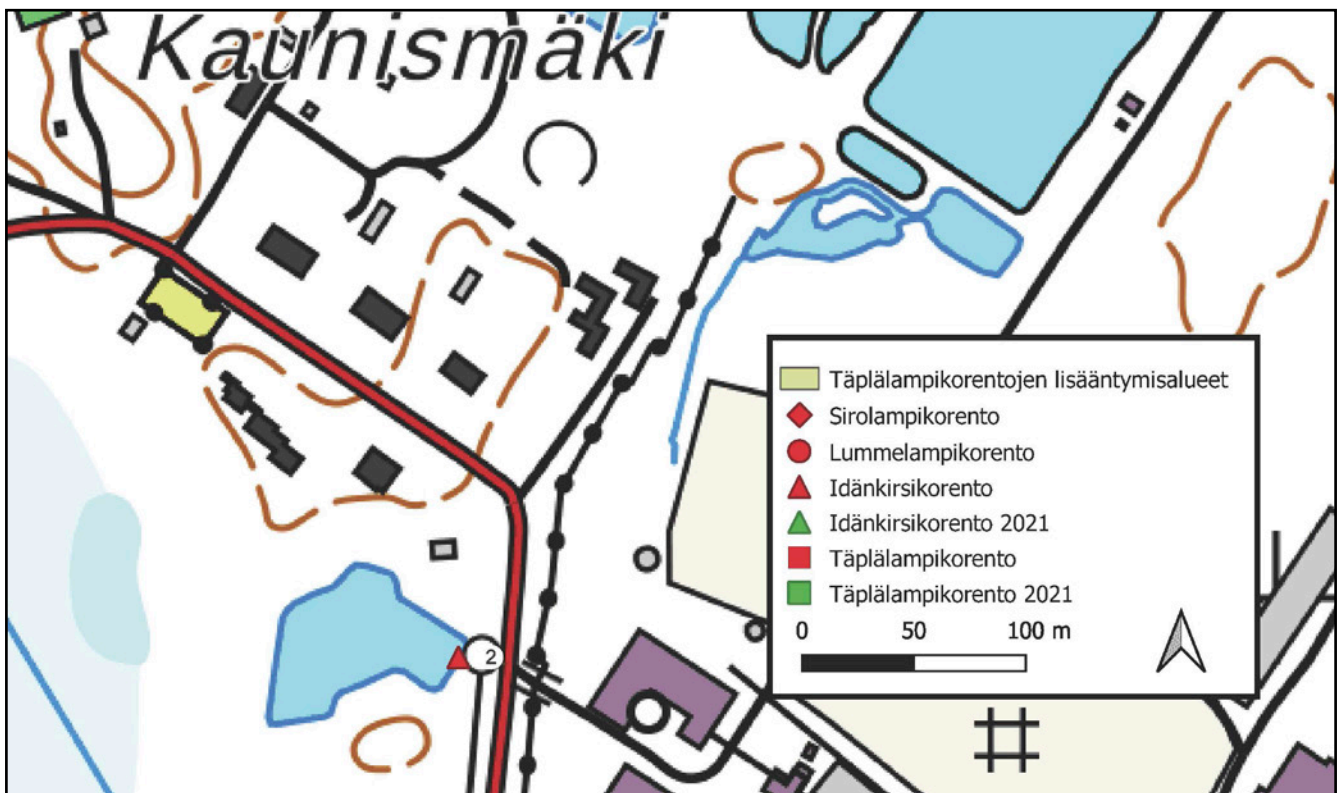 Kaunismäki
Täplälampikorentojen lisääntymisalueet
Sirolampikorento
Lummelampikorento
Idänkirsikorento
Idänkirsikorento 2021
Täplälampikorento
Täplälampikorento 2021
0 50 100 m
2